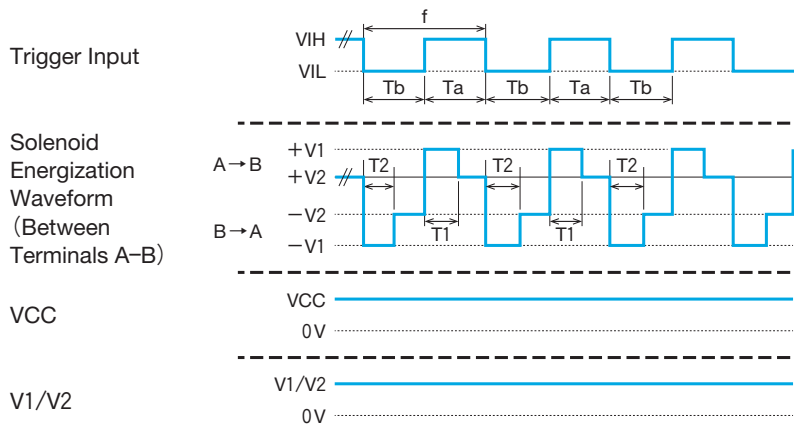 f
Trigger Input
VIH
VIL
Tb Ta Tb Ta Tb
Solenoid
Energization
Waveform
(Between
Terminals A–B)
A→B
B→A
+V1
+V2
−V2
−V1
T2 T2 T2
T1 T1
VCC
VCC
0V
V1/V2
V1/V2
0V